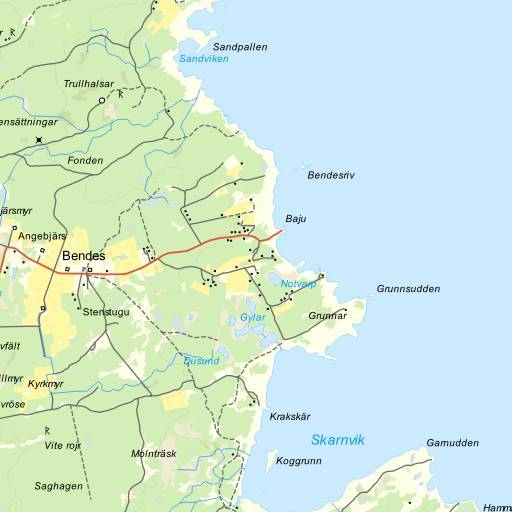 Sandpallen
Sandviken
Trullhalsar
ensättningar
Fonden
Bendesriv
järsmyr
Baju
Angebjärs
Bendes
Notvarp
Grunnsudden
Stenstugu
Gylar
Grunnar
vfält
Dusund
llmyr
Kyrkmyr
vröse
Krakskär
Vite rojr
Skarnvik
Gamudden
Molnträsk
Koggrunn
Saghagen
Hamm